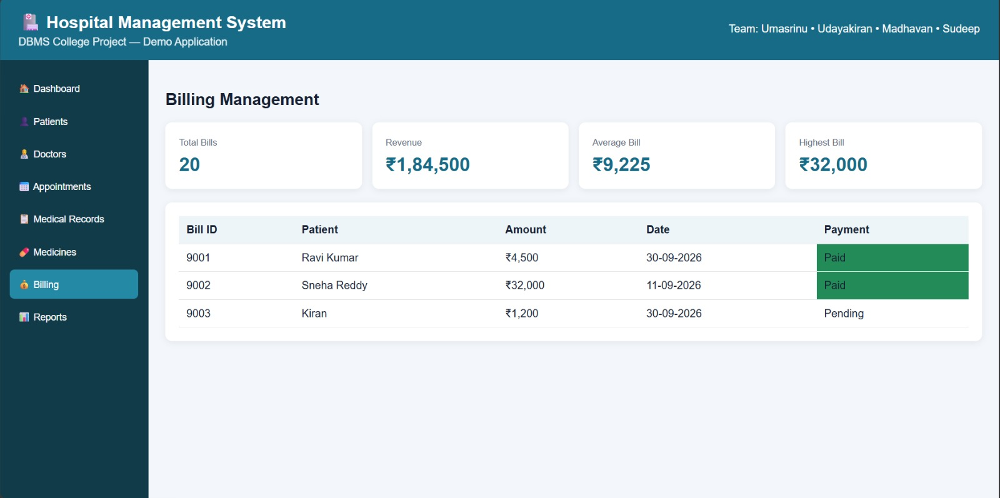 Hospital Management System
DBMS College Project — Demo Application
Team: Umasrinu • Udayakiran • Madhavan • Sudeep
Dashboard
Patients
Doctors
Appointments
Medical Records
Medicines
Billing
Reports
Billing Management
Total Bills
20
Revenue
₹1,84,500
Average Bill
₹9,225
Highest Bill
₹32,000
Bill ID Patient Amount Date Payment
9001 Ravi Kumar ₹4,500 30-09-2026 Paid
9002 Sneha Reddy ₹32,000 11-09-2026 Paid
9003 Kiran ₹1,200 30-09-2026 Pending